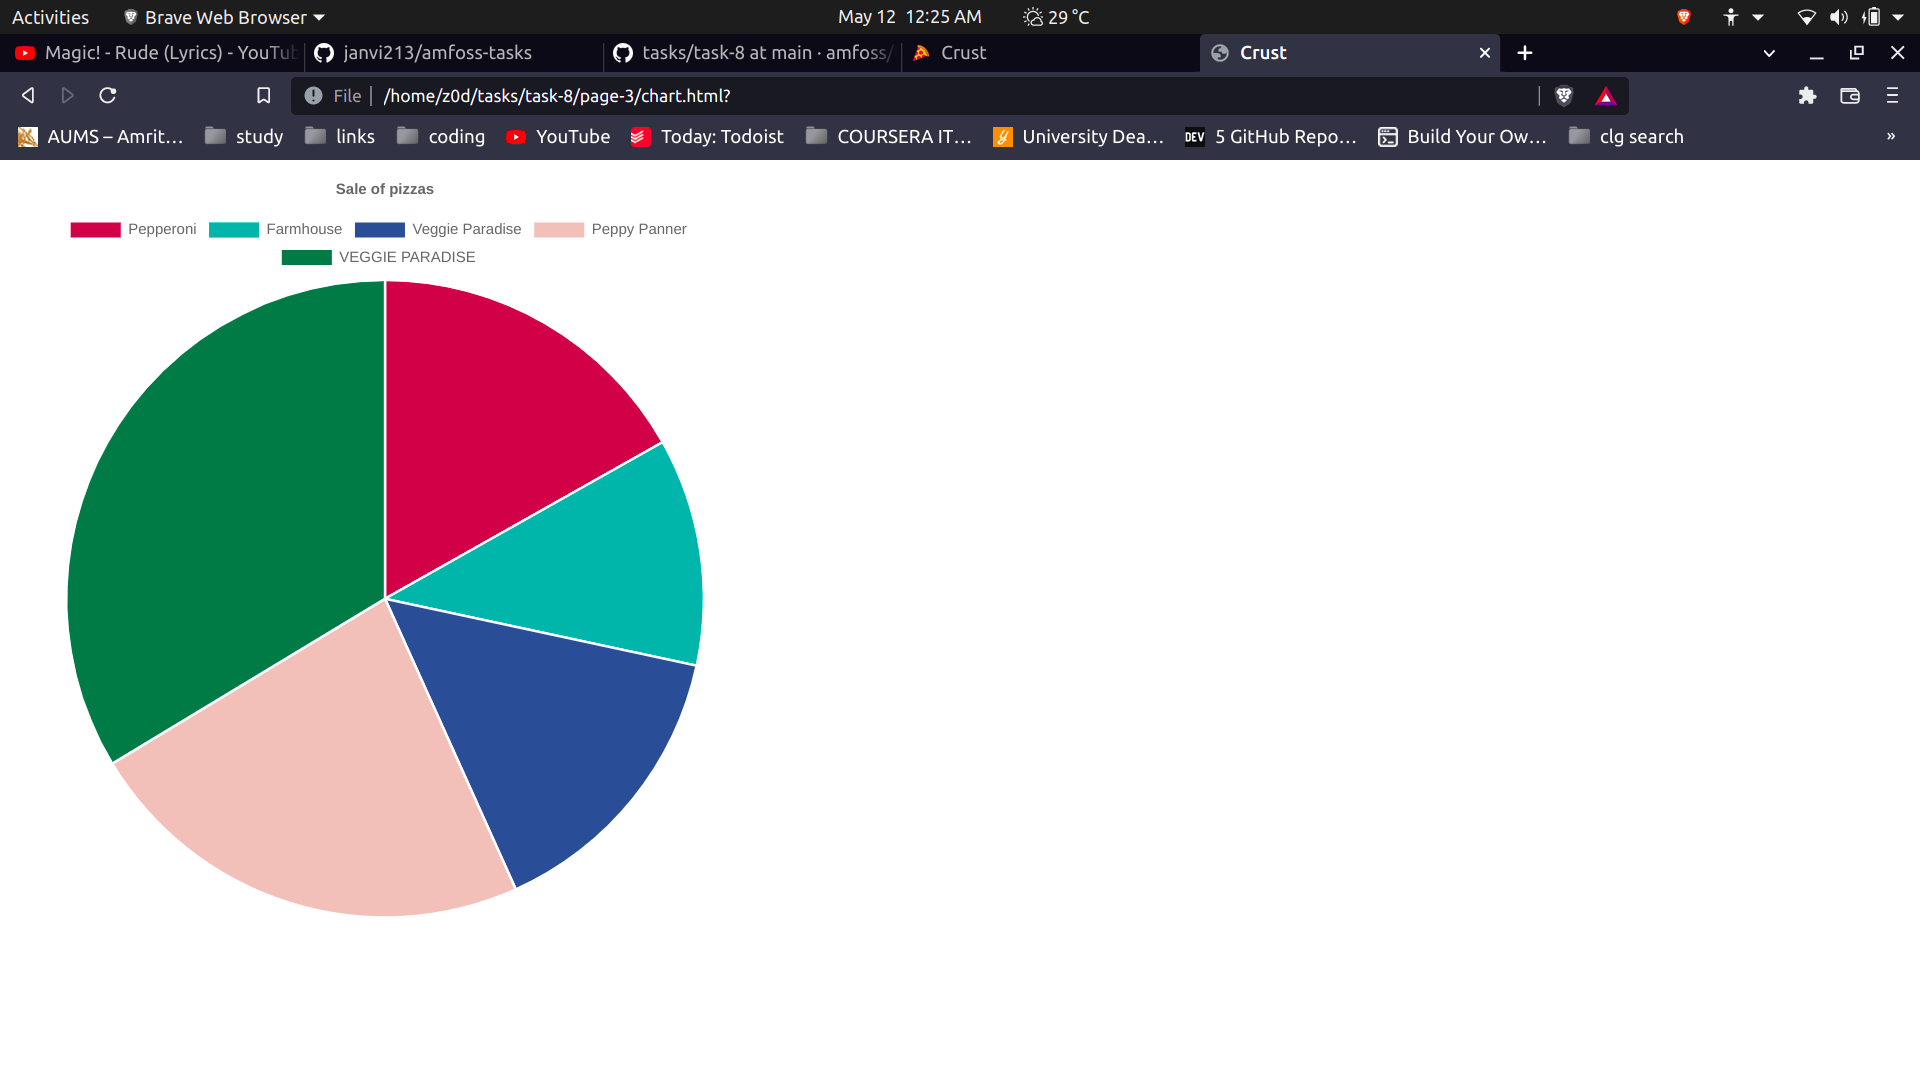 Activities Brave Web Browser May 12 12:25 AM 29 °C
Magic! - Rude (Lyrics) - YouTub janvi213/amfoss-tasks tasks/task-8 at main · amfoss/ Crust Crust
File /home/z0d/tasks/task-8/page-3/chart.html?
AUMS – Amrit… study links coding YouTube Today: Todoist COURSERA IT… University Dea… DEV 5 GitHub Repo… Build Your Ow… clg search »
Sale of pizzas
Pepperoni Farmhouse Veggie Paradise Peppy Panner
VEGGIE PARADISE